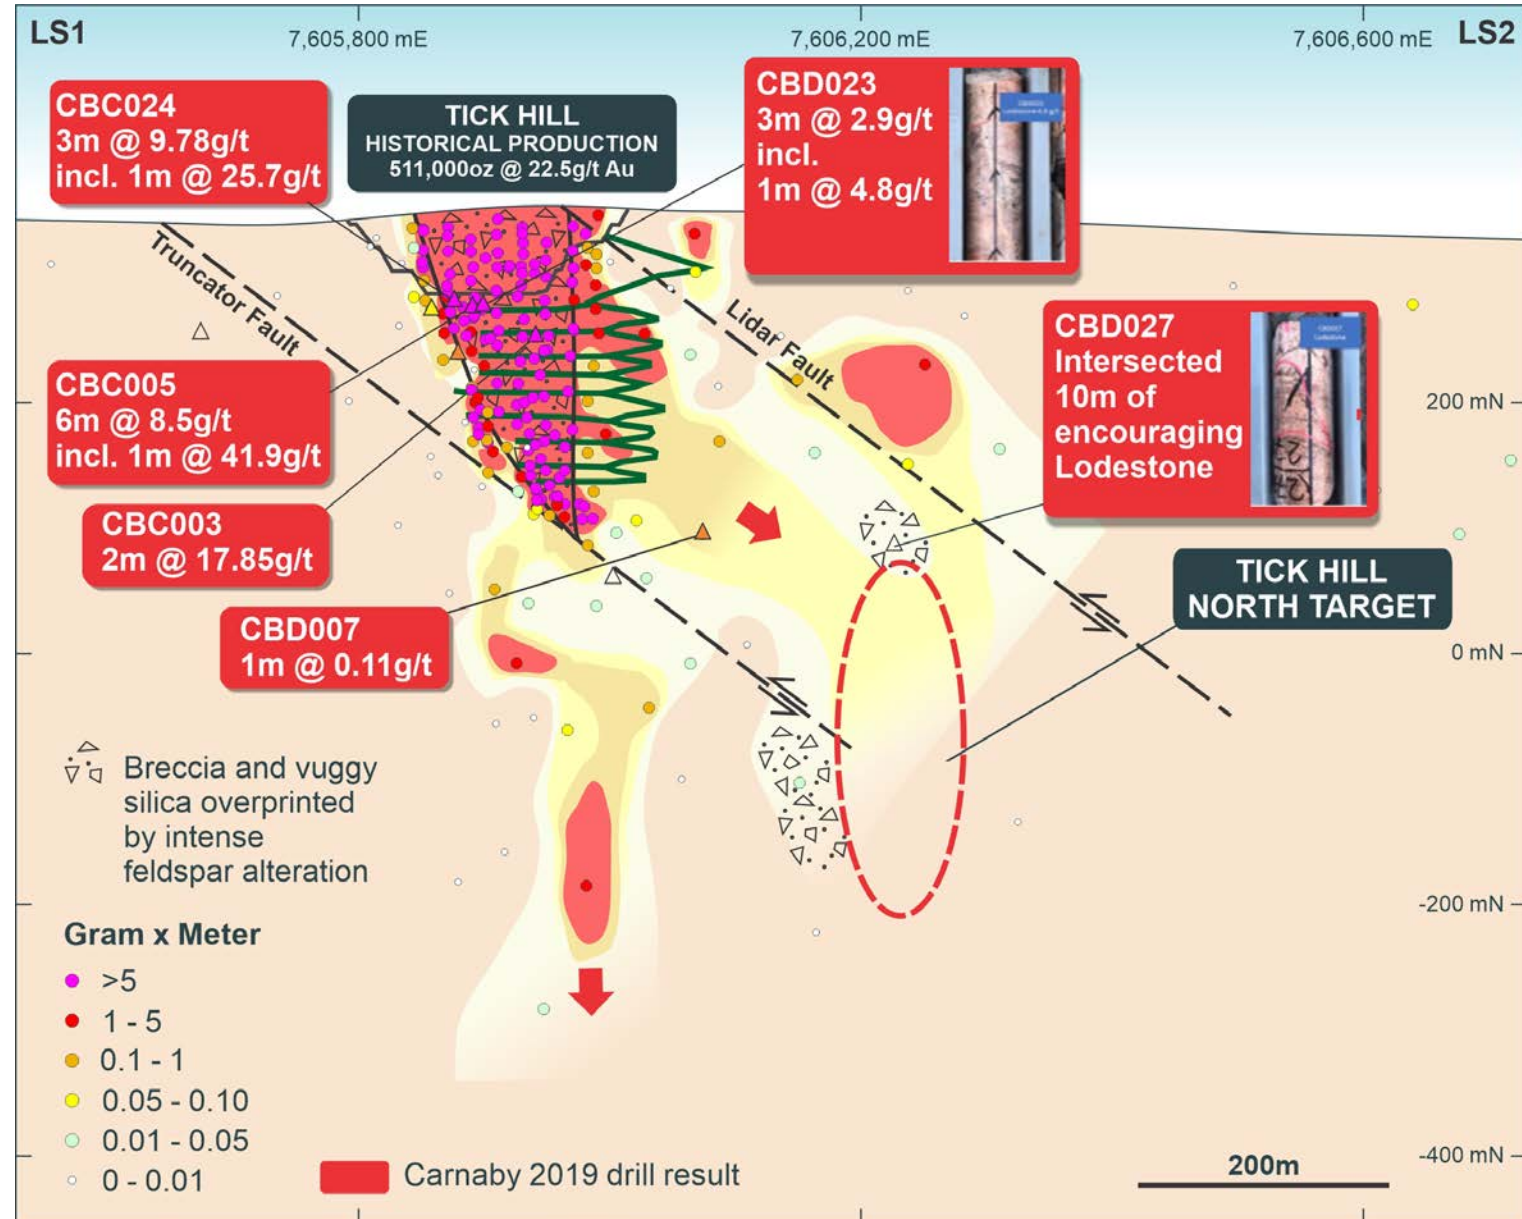 LS1
7,605,800 mE
7,606,200 mE
7,606,600 mE
LS2
CBC024
3m @ 9.78g/t
incl. 1m @ 25.7g/t
TICK HILL
HISTORICAL PRODUCTION
511,000oz @ 22.5g/t Au
CBD023
3m @ 2.9g/t
incl.
1m @ 4.8g/t
Truncator Fault
Lidar Fault
CBD027
Intersected
10m of
encouraging
Lodestone
CBC005
6m @ 8.5g/t
incl. 1m @ 41.9g/t
200 mN
CBC003
2m @ 17.85g/t
TICK HILL
NORTH TARGET
CBD007
1m @ 0.11g/t
0 mN
Breccia and vuggy
silica overprinted
by intense
feldspar alteration
-200 mN
Gram x Meter
>5
1 - 5
0.1 - 1
0.05 - 0.10
0.01 - 0.05
0 - 0.01
Carnaby 2019 drill result
200m
-400 mN